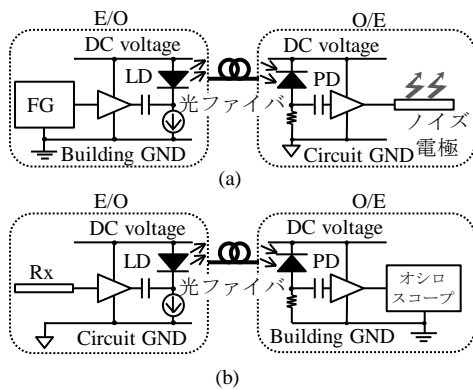 E/O
O/E
DC voltage
DC voltage
LD
PD
FG
光ファイバ
ノイズ
電極
Building GND
Circuit GND
(a)
E/O
O/E
DC voltage
DC voltage
LD
PD
Rx
光ファイバ
オシロ
スコープ
Circuit GND
Building GND
(b)